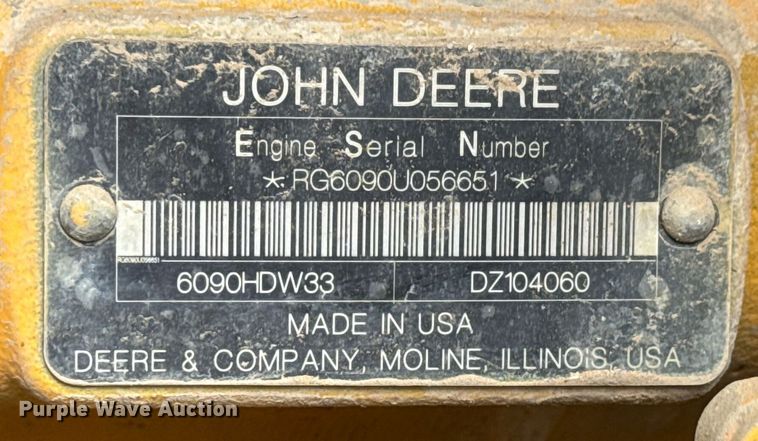 JOHN DEERE
Engine Serial Number
*RG6090U056651*
RG6090U056651
6090HDW33 DZ104060
MADE IN USA
DEERE & COMPANY, MOLINE, ILLINOIS, USA
Purple Wave Auction